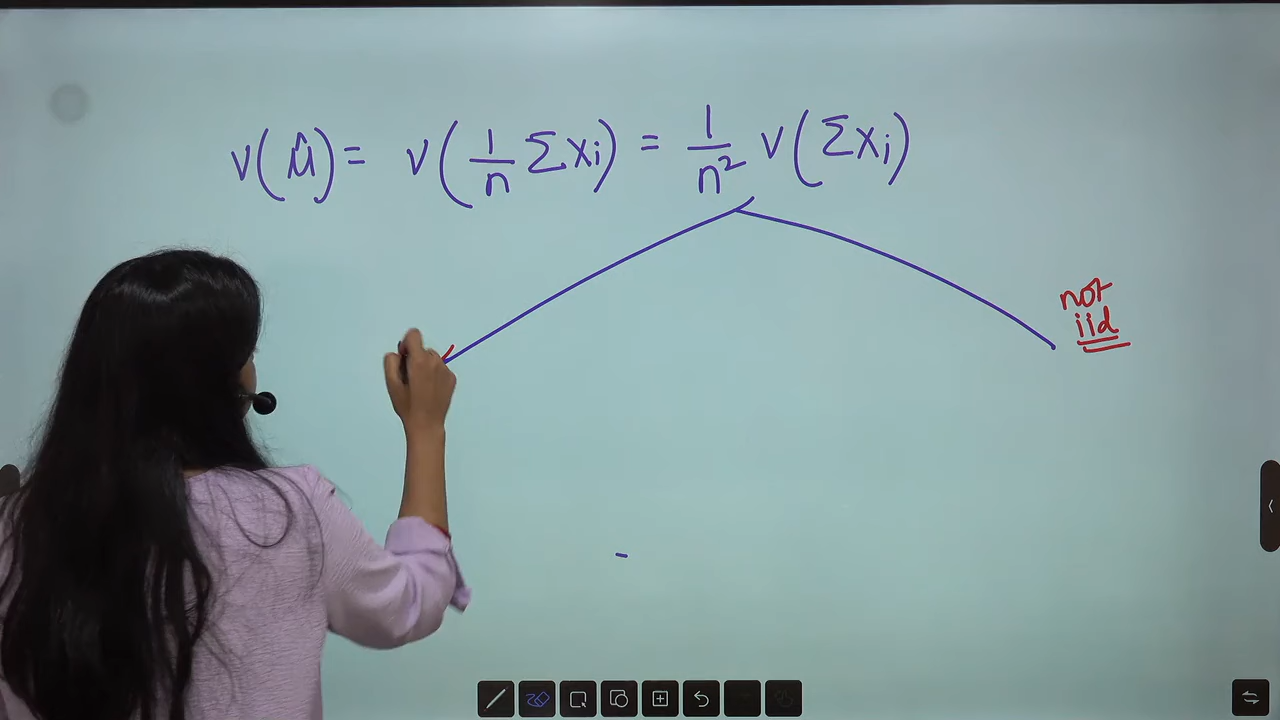 V(μ̂) = V(1/n Σxi) = 1/n² V(Σxi)
not
iid